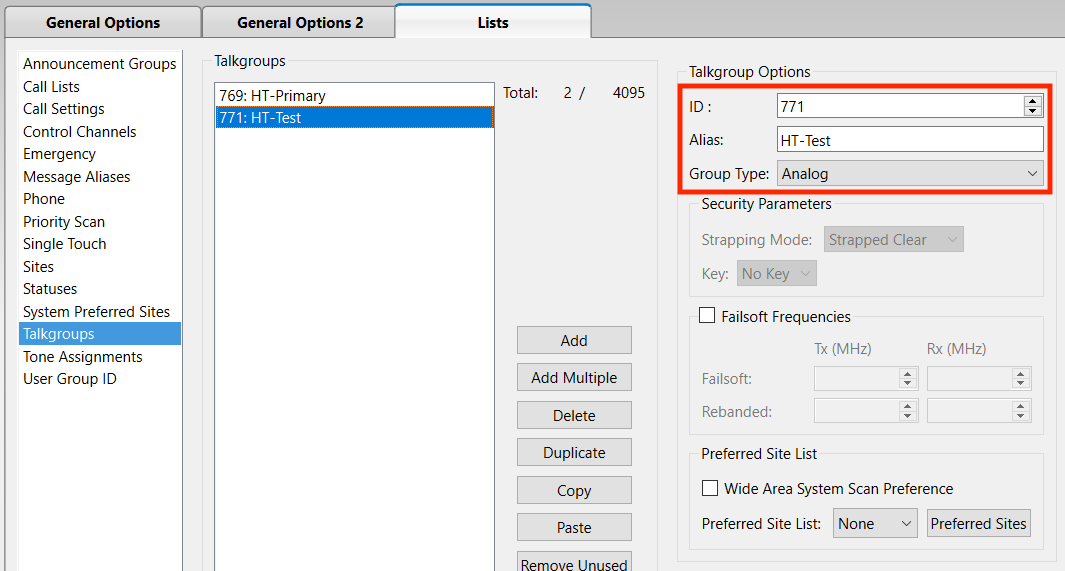 General Options
General Options 2
Lists
Announcement Groups
Call Lists
Call Settings
Control Channels
Emergency
Message Aliases
Phone
Priority Scan
Single Touch
Sites
Statuses
System Preferred Sites
Talkgroups
Tone Assignments
User Group ID
Talkgroups
769: HT-Primary
771: HT-Test
Total: 2 / 4095
Add
Add Multiple
Delete
Duplicate
Copy
Paste
Remove Unused
Talkgroup Options
ID : 771
Alias: HT-Test
Group Type: Analog
Security Parameters
Strapping Mode: Strapped Clear
Key: No Key
Failsoft Frequencies
Tx (MHz) Rx (MHz)
Failsoft:
Rebanded:
Preferred Site List
Wide Area System Scan Preference
Preferred Site List: None Preferred Sites